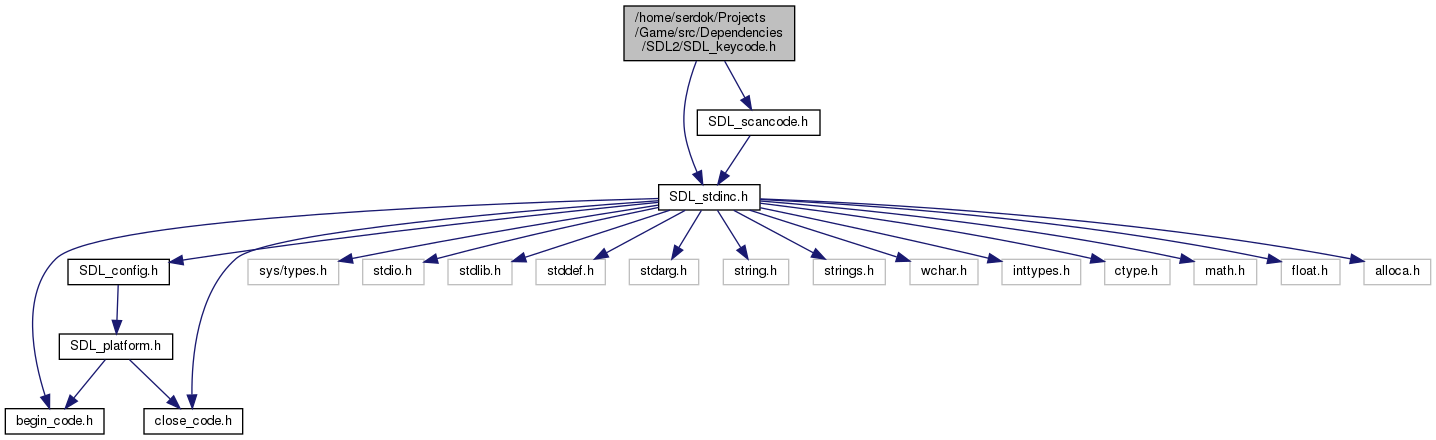 /home/serdok/Projects
/Game/src/Dependencies
/SDL2/SDL_keycode.h
SDL_scancode.h
SDL_stdinc.h
SDL_config.h
sys/types.h
stdio.h
stdlib.h
stddef.h
stdarg.h
string.h
strings.h
wchar.h
inttypes.h
ctype.h
math.h
float.h
alloca.h
SDL_platform.h
begin_code.h
close_code.h